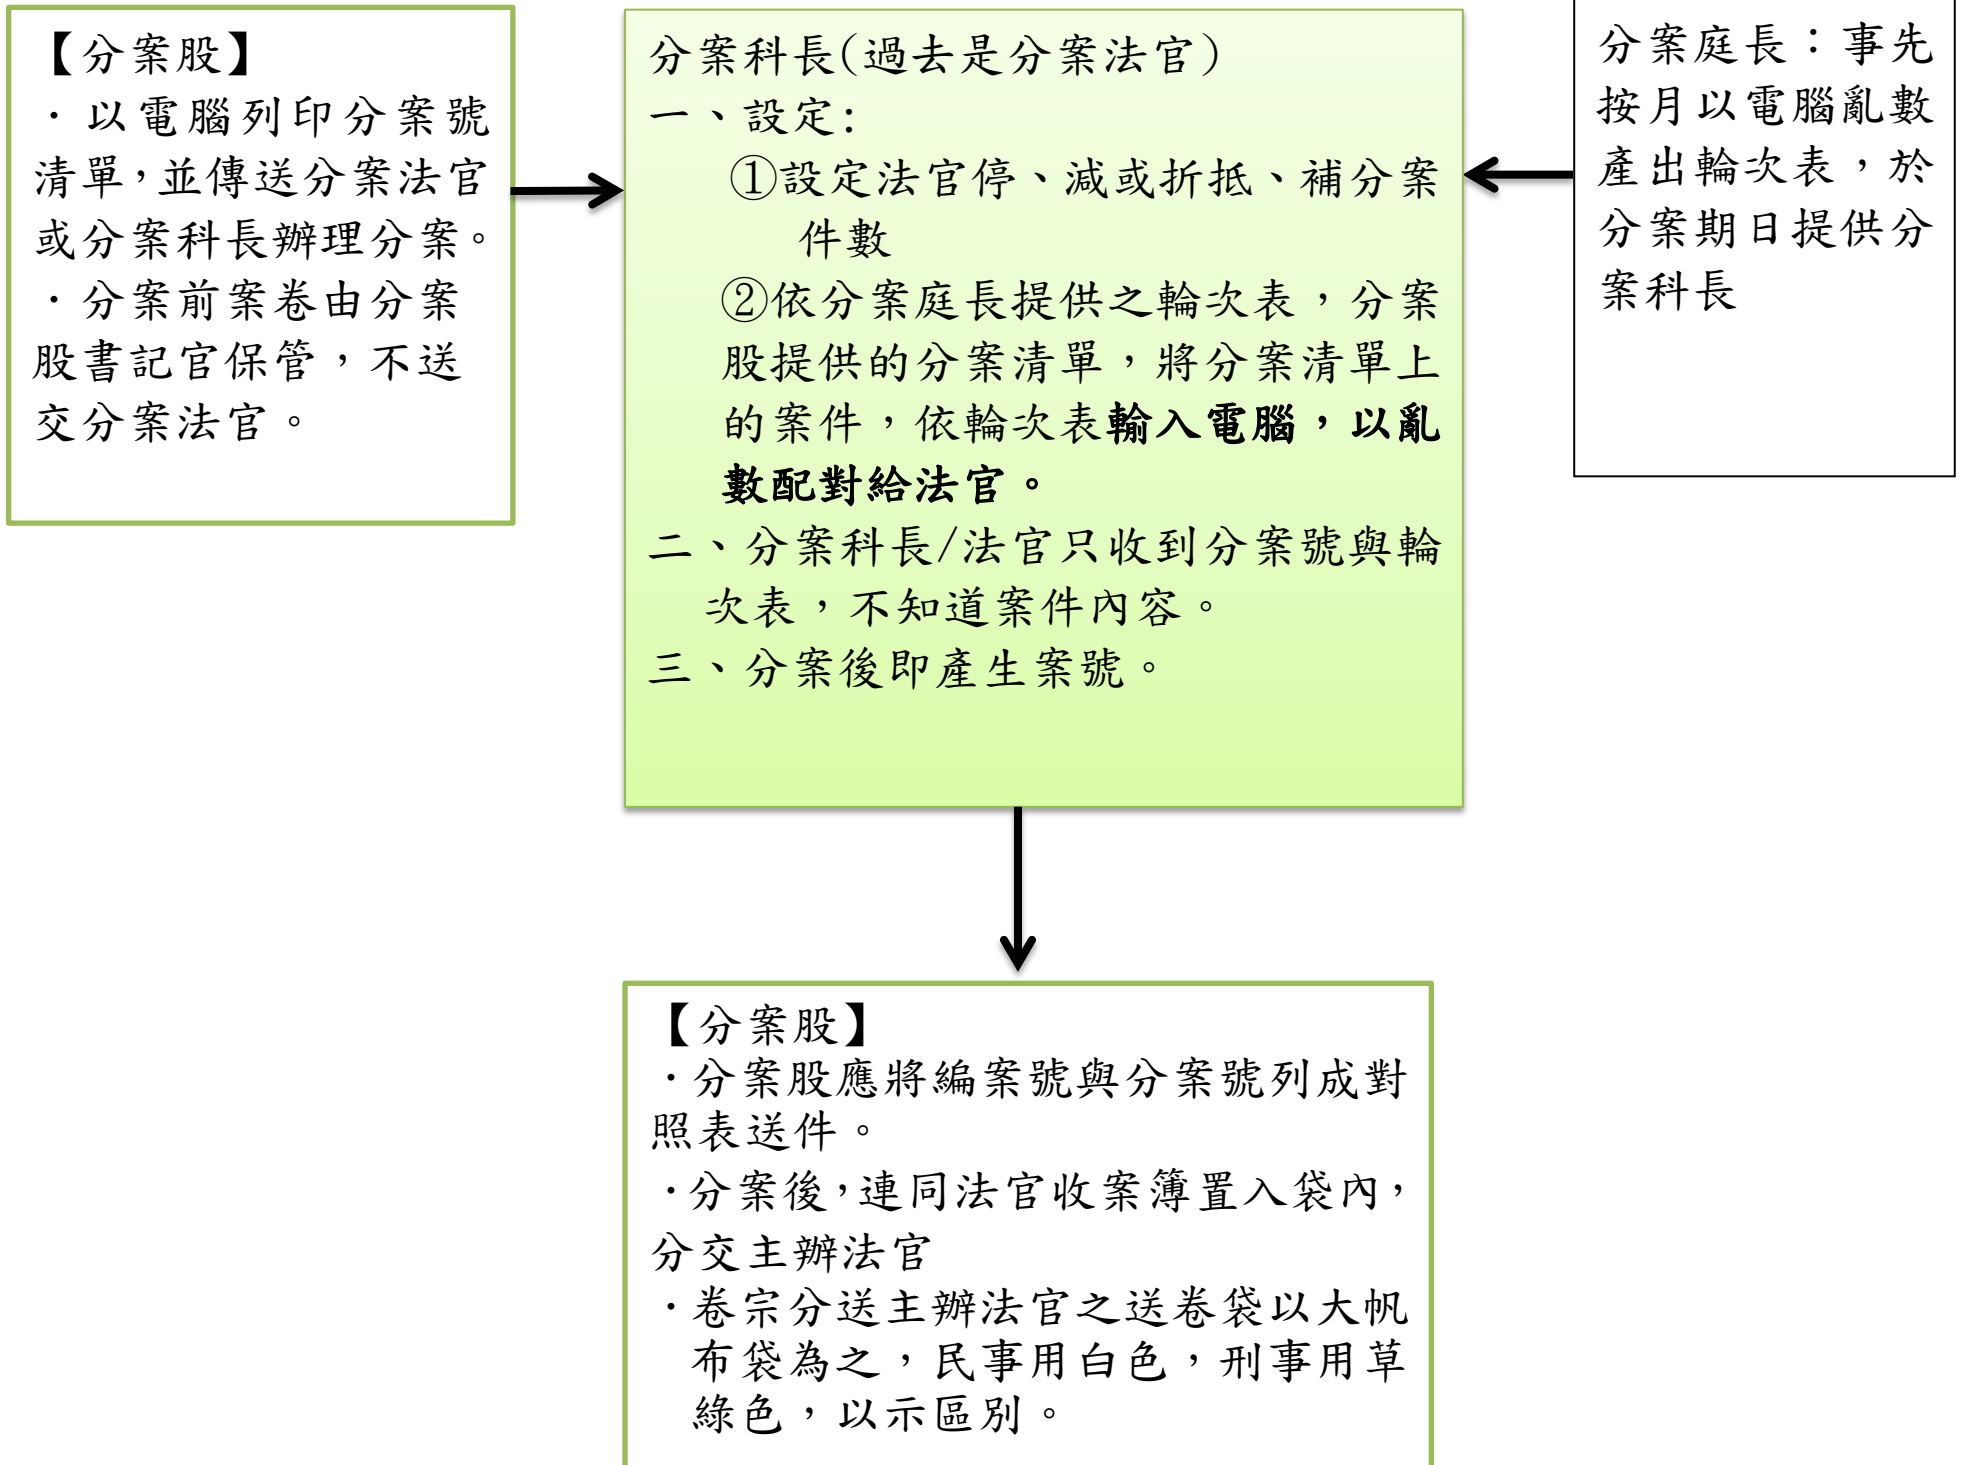 【分案股】
．以電腦列印分案號
清單，並傳送分案法官
或分案科長辦理分案。
．分案前案卷由分案
股書記官保管，不送
交分案法官。
分案科長(過去是分案法官)
一、設定:
①設定法官停、減或折抵、補分案
件數
②依分案庭長提供之輪次表，分案
股提供的分案清單，將分案清單上
的案件，依輪次表輸入電腦，以亂
數配對給法官。
二、分案科長/法官只收到分案號與輪
次表，不知道案件內容。
三、分案後即產生案號。
分案庭長：事先
按月以電腦亂數
產出輪次表，於
分案期日提供分
案科長
【分案股】
．分案股應將編案號與分案號列成對
照表送件。
．分案後，連同法官收案簿置入袋內，
分交主辦法官
．卷宗分送主辦法官之送卷袋以大帆
布袋為之，民事用白色，刑事用草
綠色，以示區別。